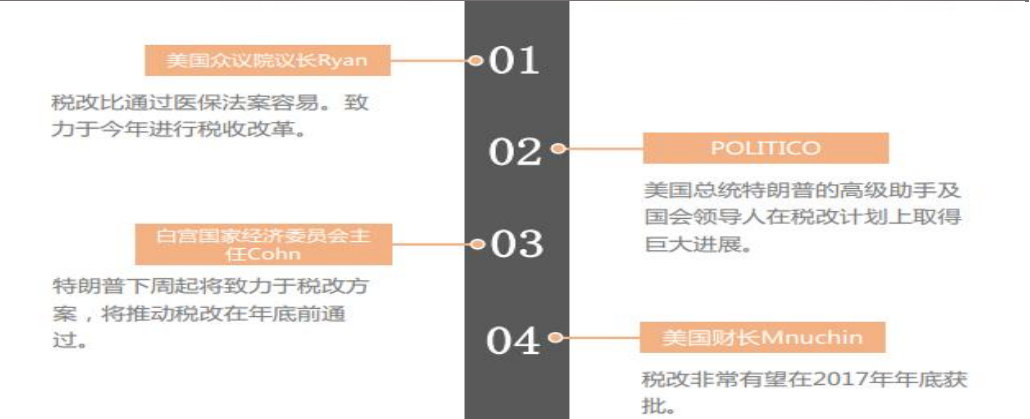 01
美国众议院议长Ryan
税改比通过医保法案容易。致
力于今年进行税收改革。
02
POLITICO
美国总统特朗普的高级助手及
国会领导人在税改计划上取得
巨大进展。
03
白宫国家经济委员会主
任Cohn
特朗普下周起将致力于税改方
案，将推动税改在年底前通
过。
04
美国财长Mnuchin
税改非常有望在2017年年底获
批。